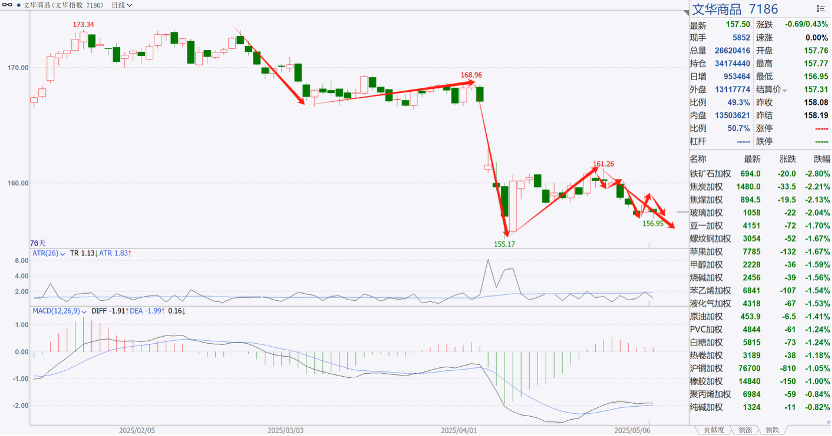 文华商品(文华指数 7186) 日线
173.34
170.00
168.96
161.26
160.00
156.95
155.17
76天
ATR(26) TR 1.13↓ ATR 1.83↑
6.00
4.00
2.00
MACD(12,26,9) DIFF -1.91↑ DEA -1.99↑ 0.16↓
1.00
0.00
-1.00
-2.00
2025/02/05 2025/03/03 2025/04/01 2025/05/06
文华商品 7186
最新 157.50 涨跌 -0.69/0.43%
现手 5852 速涨 0.00%
总量 26620416 开盘 157.76
持仓 34174440 最高 157.77
日增 953464 最低 156.95
外盘 13117774 结算价 157.31
比例 49.3% 昨收 158.08
内盘 13503621 昨结 158.19
比例 50.7% 涨停 -----
杠杆 ----- 跌停 -----
名称 最新 涨跌 跌幅
铁矿石加权 694.0 -20.0 -2.80%
焦炭加权 1480.0 -33.5 -2.21%
焦煤加权 894.5 -19.5 -2.13%
玻璃加权 1058 -22 -2.04%
豆一加权 4151 -72 -1.70%
螺纹钢加权 3054 -52 -1.67%
苹果加权 7785 -132 -1.67%
甲醇加权 2228 -36 -1.59%
烧碱加权 2456 -39 -1.56%
苯乙烯加权 6841 -107 -1.54%
液化气加权 4318 -67 -1.53%
原油加权 453.9 -6.5 -1.41%
PVC加权 4844 -61 -1.24%
白糖加权 5815 -73 -1.24%
热卷加权 3189 -38 -1.18%
沪铜加权 76700 -810 -1.05%
橡胶加权 14840 -150 -1.00%
聚丙烯加权 6984 -59 -0.84%
纯碱加权 1324 -11 -0.82%
贡献度 领涨 领跌